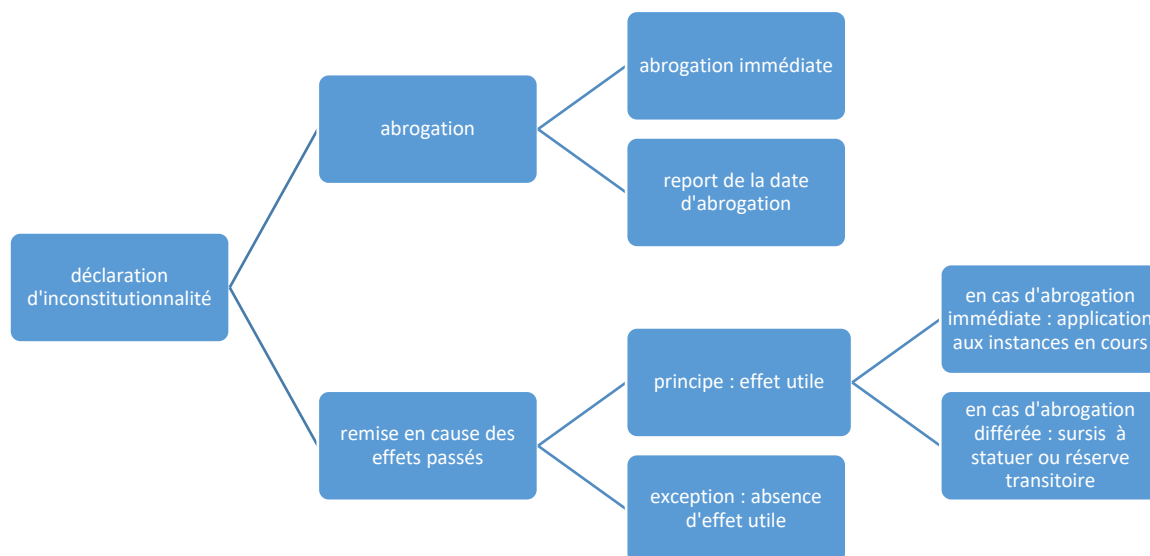 déclaration
d'inconstitutionnalité
abrogation
abrogation immédiate
report de la date
d'abrogation
remise en cause des
effets passés
principe : effet utile
en cas d'abrogation
immédiate : application
aux instances en cours
en cas d'abrogation
différée : sursis à
statuer ou réserve
transitoire
exception : absence
d'effet utile